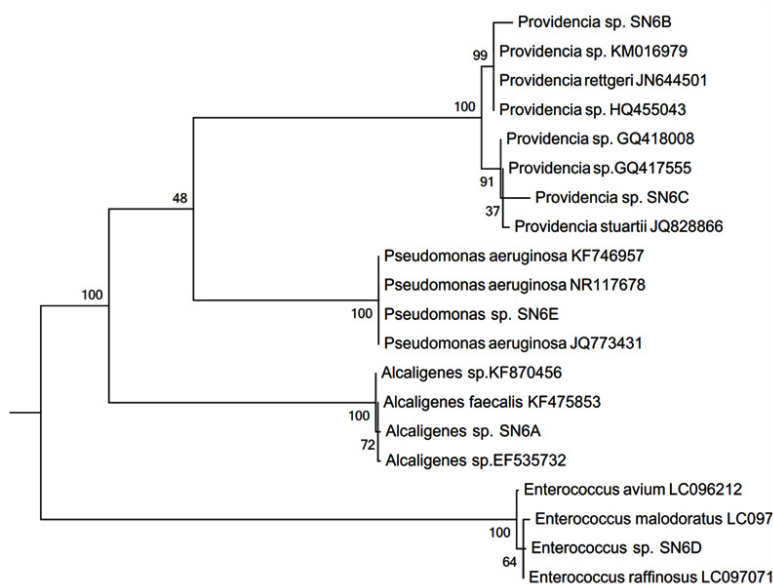 Providencia sp. SN6B
99
Providencia sp. KM016979
Providencia rettgeri JN644501
100
Providencia sp. HQ455043
Providencia sp. GQ418008
Providencia sp.GQ417555
91
Providencia sp. SN6C
48
37
Providencia stuartii JQ828866
Pseudomonas aeruginosa KF746957
Pseudomonas aeruginosa NR117678
100
100
Pseudomonas sp. SN6E
Pseudomonas aeruginosa JQ773431
Alcaligenes sp.KF870456
Alcaligenes faecalis KF475853
100
Alcaligenes sp. SN6A
72
Alcaligenes sp.EF535732
Enterococcus avium LC096212
Enterococcus malodoratus LC097
100
Enterococcus sp. SN6D
64
Enterococcus raffinosus LC097071